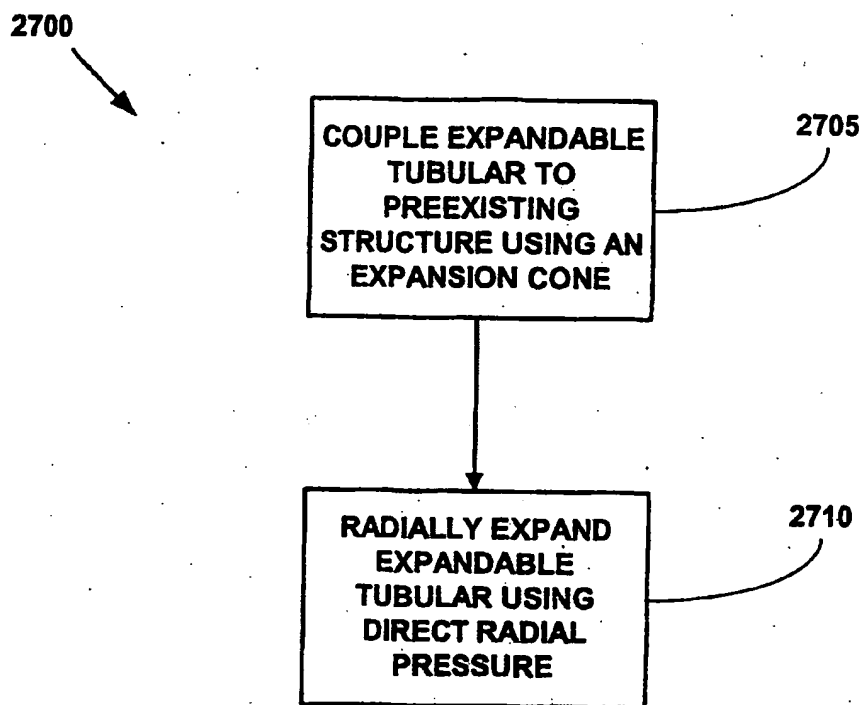 2700
COUPLE EXPANDABLE
TUBULAR TO
PREEXISTING
STRUCTURE USING AN
EXPANSION CONE
2705
RADIALLY EXPAND
EXPANDABLE
TUBULAR USING
DIRECT RADIAL
PRESSURE
2710